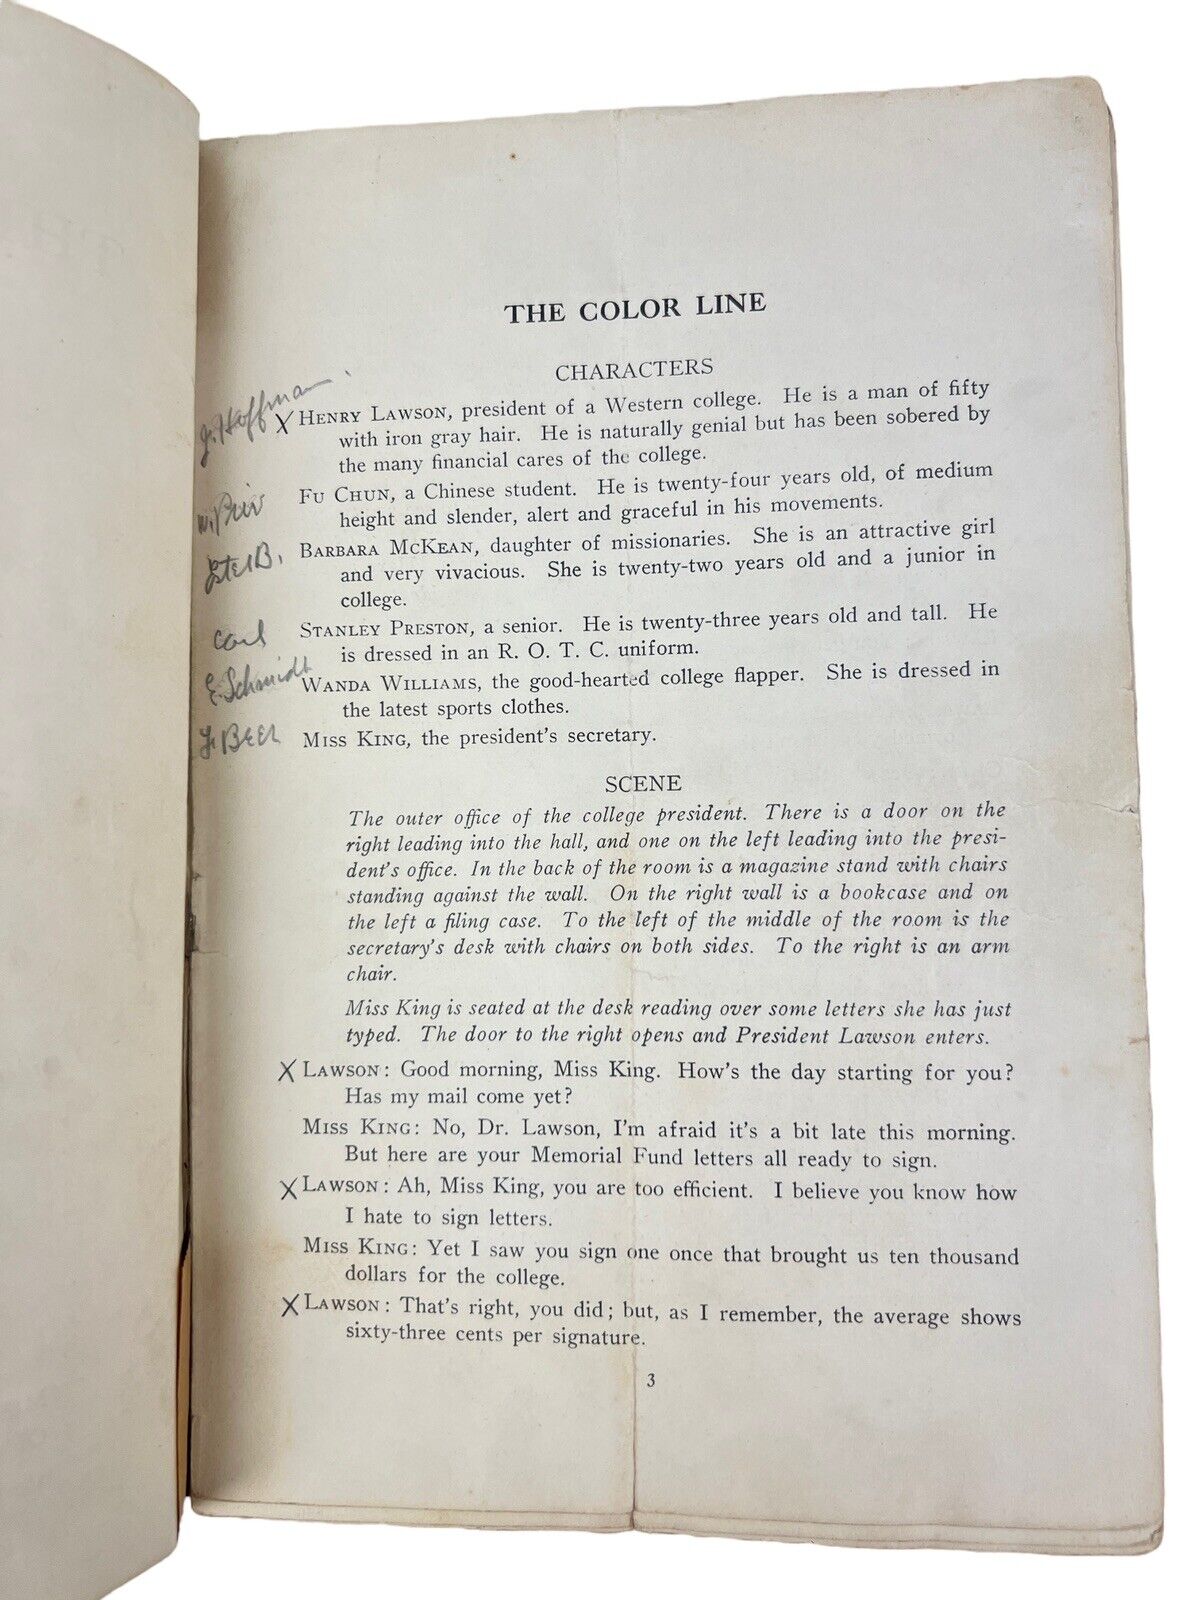 THE COLOR LINE
CHARACTERS
J. Hoffman
X HENRY LAWSON, president of a Western college. He is a man of fifty
with iron gray hair. He is naturally genial but has been sobered by
the many financial cares of the college.
FU CHUN, a Chinese student. He is twenty-four years old, of medium
height and slender, alert and graceful in his movements.
BARBARA MCKEAN, daughter of missionaries. She is an attractive girl
and very vivacious. She is twenty-two years old and a junior in
college.
Carl
STANLEY PRESTON, a senior. He is twenty-three years old and tall. He
is dressed in an R. O. T. C. uniform.
E. Schmidt
WANDA WILLIAMS, the good-hearted college flapper. She is dressed in
the latest sports clothes.
MISS KING, the president's secretary.
SCENE
The outer office of the college president. There is a door on the
right leading into the hall, and one on the left leading into the presi-
dent's office. In the back of the room is a magazine stand with chairs
standing against the wall. On the right wall is a bookcase and on
the left a filing case. To the left of the middle of the room is the
secretary's desk with chairs on both sides. To the right is an arm
chair.
Miss King is seated at the desk reading over some letters she has just
typed. The door to the right opens and President Lawson enters.
X LAWSON: Good morning, Miss King. How's the day starting for you?
Has my mail come yet?
MISS KING: No, Dr. Lawson, I'm afraid it's a bit late this morning.
But here are your Memorial Fund letters all ready to sign.
X LAWSON: Ah, Miss King, you are too efficient. I believe you know how
I hate to sign letters.
MISS KING: Yet I saw you sign one once that brought us ten thousand
dollars for the college.
X LAWSON: That's right, you did; but, as I remember, the average shows
sixty-three cents per signature.
3